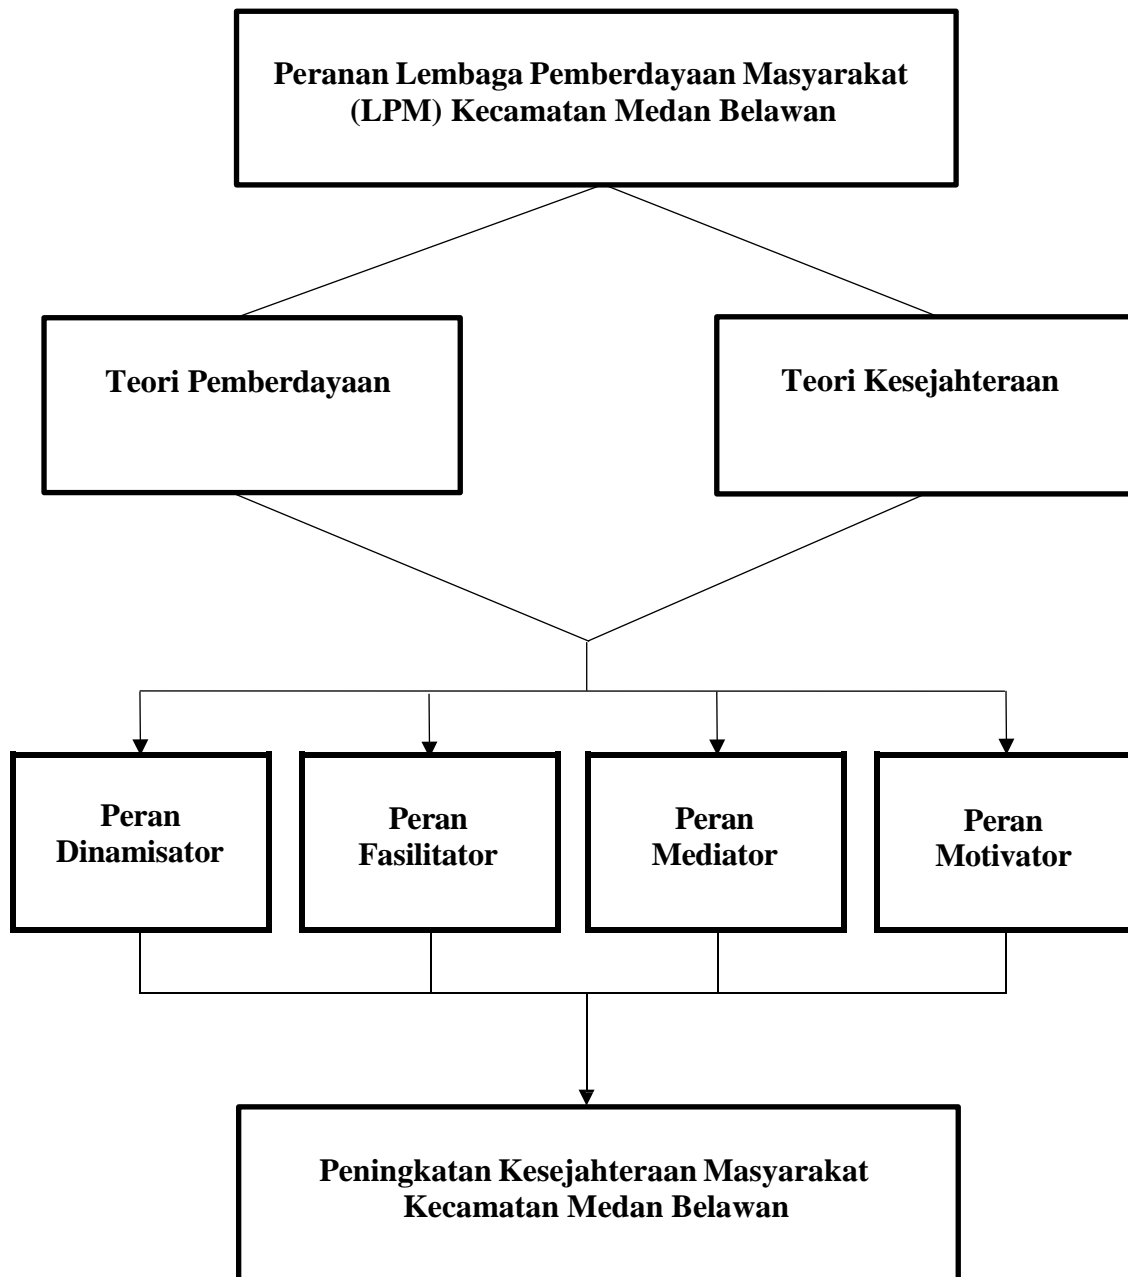 Peranan Lembaga Pemberdayaan Masyarakat
(LPM) Kecamatan Medan Belawan
Teori Pemberdayaan
Teori Kesejahteraan
Peran
Dinamisator
Peran
Fasilitator
Peran
Mediator
Peran
Motivator
Peningkatan Kesejahteraan Masyarakat
Kecamatan Medan Belawan